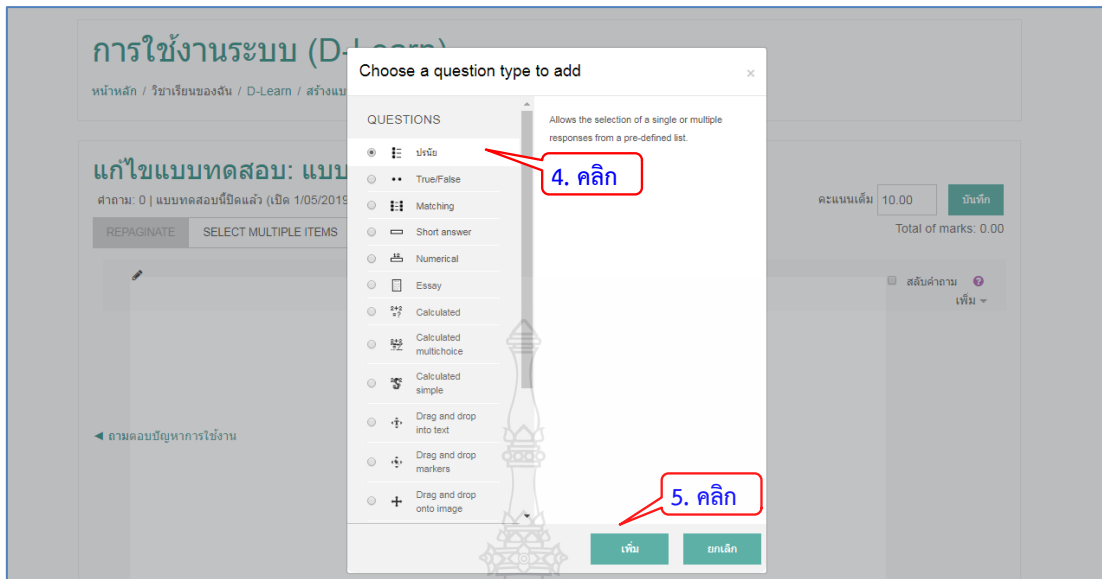 การใช้งานระบบ (D-Learn)
หน้าหลัก / วิชาเรียนของฉัน / D-Learn / สร้างแบ
Choose a question type to add
×
QUESTIONS
Allows the selection of a single or multiple
responses from a pre-defined list.
ปรนัย
4. คลิก
True/False
Matching
Short answer
Numerical
Essay
Calculated
Calculated
multichoice
Calculated
simple
Drag and drop
into text
Drag and drop
markers
Drag and drop
onto image
5. คลิก
เพิ่ม
ยกเลิก
แก้ไขแบบทดสอบ: แบบ
คำถาม: 0 | แบบทดสอบนี้ปิดแล้ว (เปิด 1/05/2019
คะแนนเต็ม 10.00 บันทึก
REPAGINATE SELECT MULTIPLE ITEMS
Total of marks: 0.00
สลับคำถาม
เพิ่ม
◄ ถามตอบปัญหาการใช้งาน